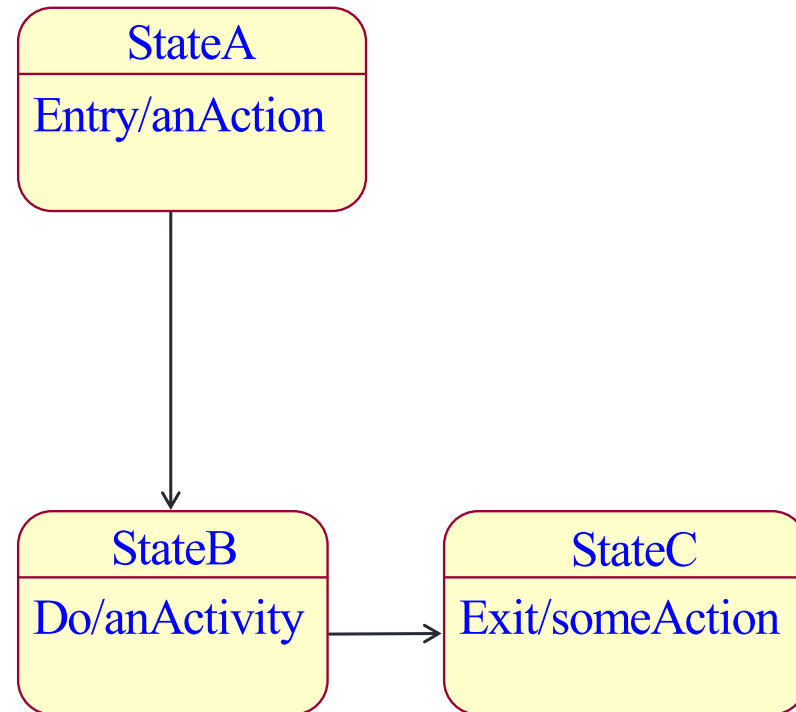 StateA
Entry/anAction
StateB
Do/anActivity
StateC
Exit/someAction